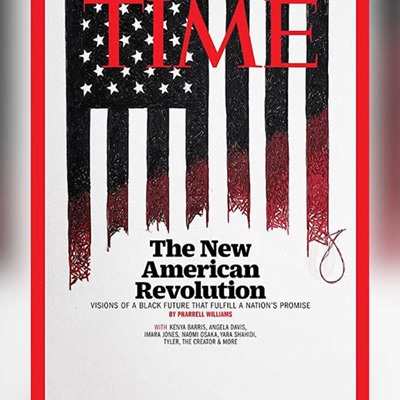 TIME
The New
American
Revolution
VISIONS OF A BLACK FUTURE THAT FULFILL A NATION'S PROMISE
BY PHARRELL WILLIAMS
WITH KENYA BARRIS, ANGELA DAVIS,
IMARA JONES, NAOMI OSAKA, YARA SHAHIDI,
TYLER, THE CREATOR & MORE